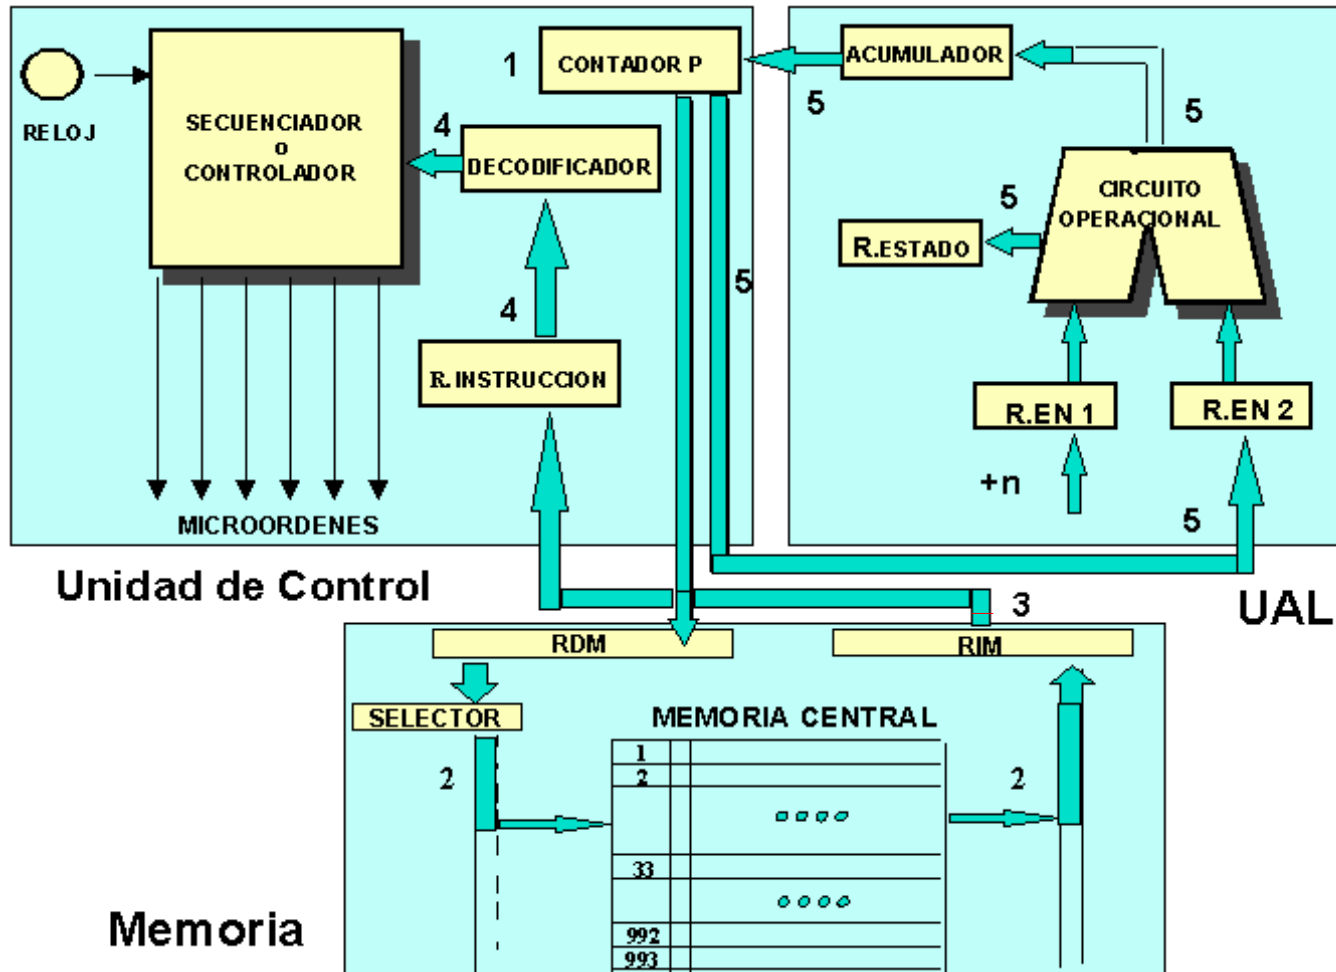 RELOJ
SECUENCIADOR
o
CONTROLADOR
1
CONTADOR P
5
ACUMULADOR
5
4
DECODIFICADOR
4
R.INSTRUCCION
5
MICROORDENES
Unidad de Control
CIRCUITO
OPERACIONAL
5
R.ESTADO
R.EN 1
R.EN 2
+n
5
UAL
3
RDM
RIM
SELECTOR
MEMORIA CENTRAL
2
1
2
33
992
993
2
Memoria